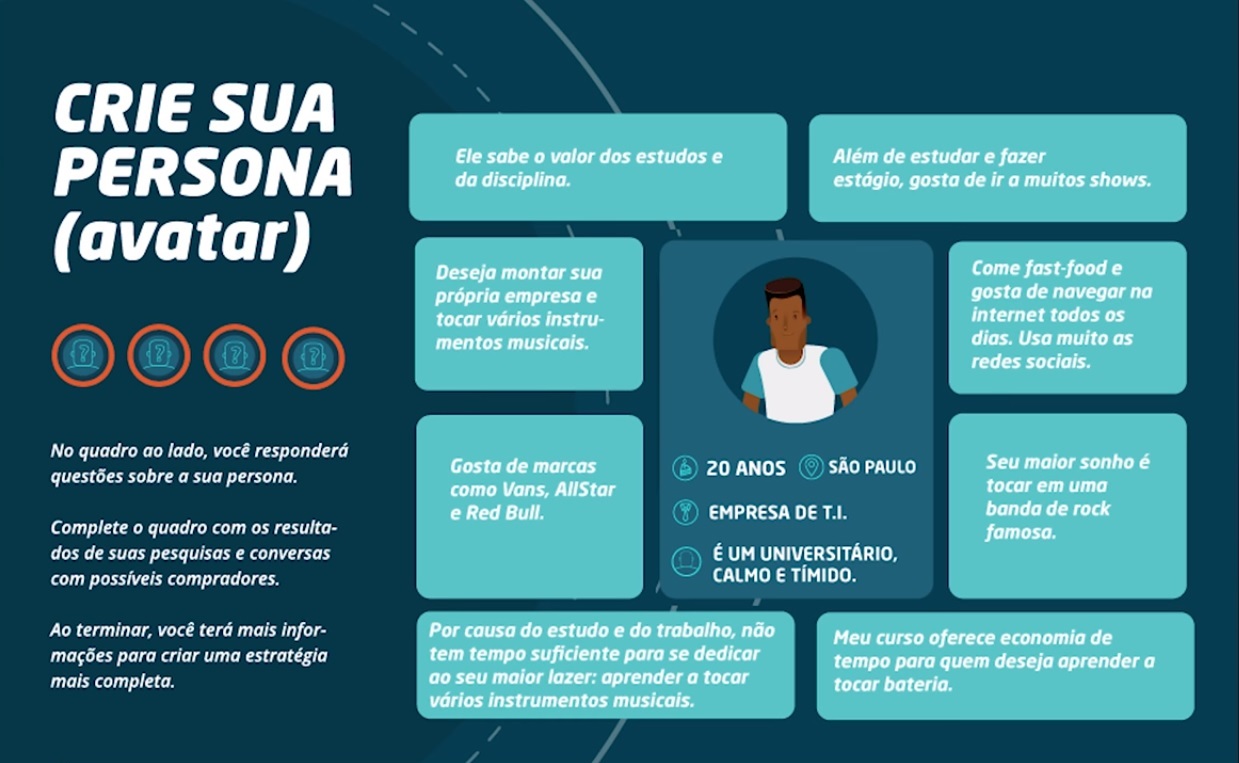 CRIE SUA
PERSONA
(avatar)
No quadro ao lado, você responderá
questões sobre a sua persona.
Complete o quadro com os resulta-
dos de suas pesquisas e conversas
com possíveis compradores.
Ao terminar, você terá mais infor-
mações para criar uma estratégia
mais completa.
Ele sabe o valor dos estudos e
da disciplina.
Além de estudar e fazer
estágio, gosta de ir a muitos shows.
Deseja montar sua
própria empresa e
tocar vários instru-
mentos musicais.
Come fast-food e
gosta de navegar na
internet todos os
dias. Usa muito as
redes sociais.
Gosta de marcas
como Vans, AllStar
e Red Bull.
20 ANOS
SÃO PAULO
EMPRESA DE T.I.
É UM UNIVERSITÁRIO,
CALMO E TÍMIDO.
Seu maior sonho é
tocar em uma
banda de rock
famosa.
Por causa do estudo e do trabalho, não
tem tempo suficiente para se dedicar
ao seu maior lazer: aprender a tocar
vários instrumentos musicais.
Meu curso oferece economia de
tempo para quem deseja aprender a
tocar bateria.